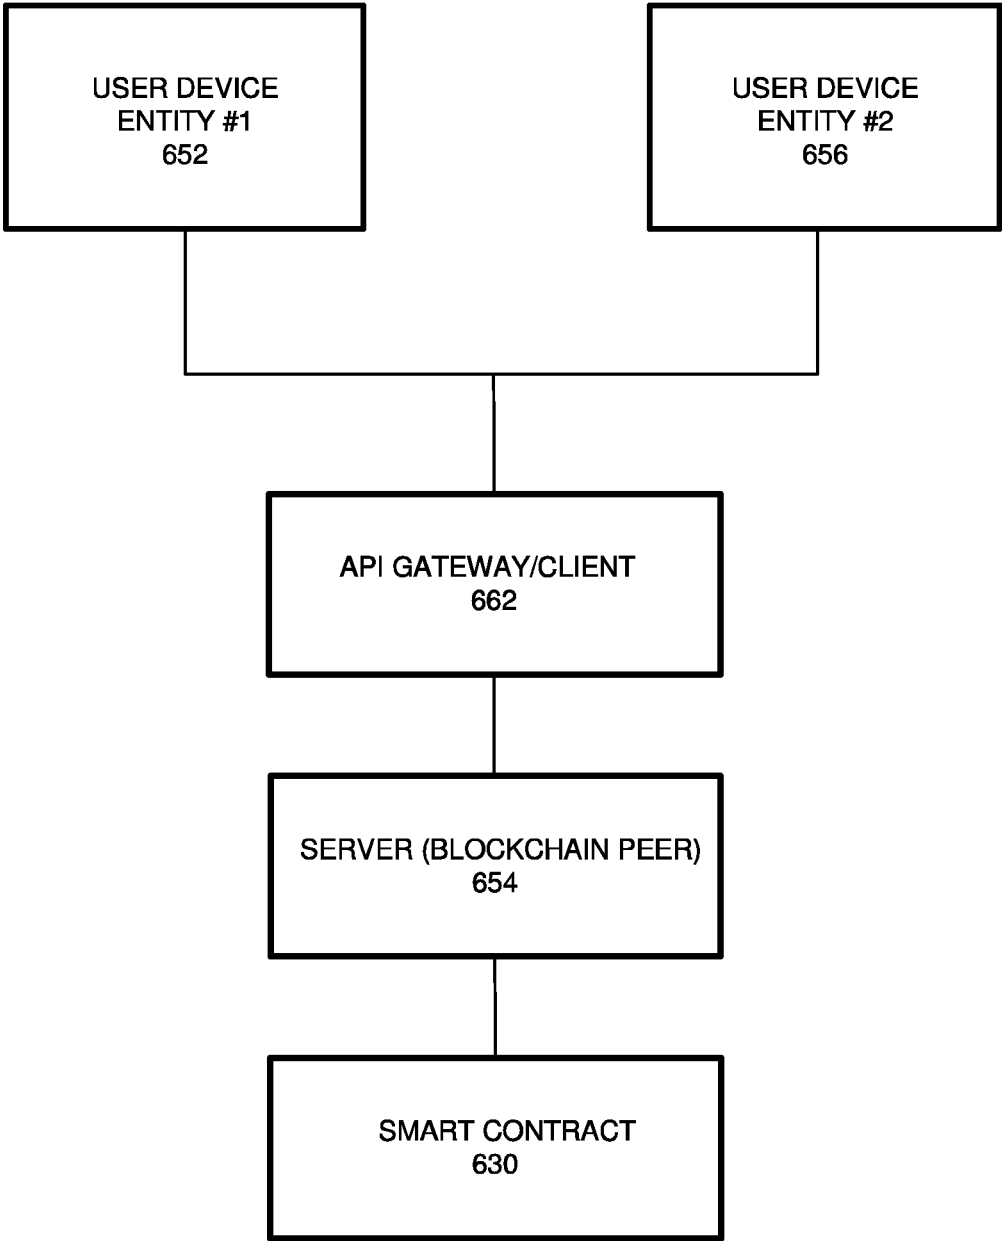 USER DEVICE
ENTITY #1
652
USER DEVICE
ENTITY #2
656
API GATEWAY/CLIENT
662
SERVER (BLOCKCHAIN PEER)
654
SMART CONTRACT
630